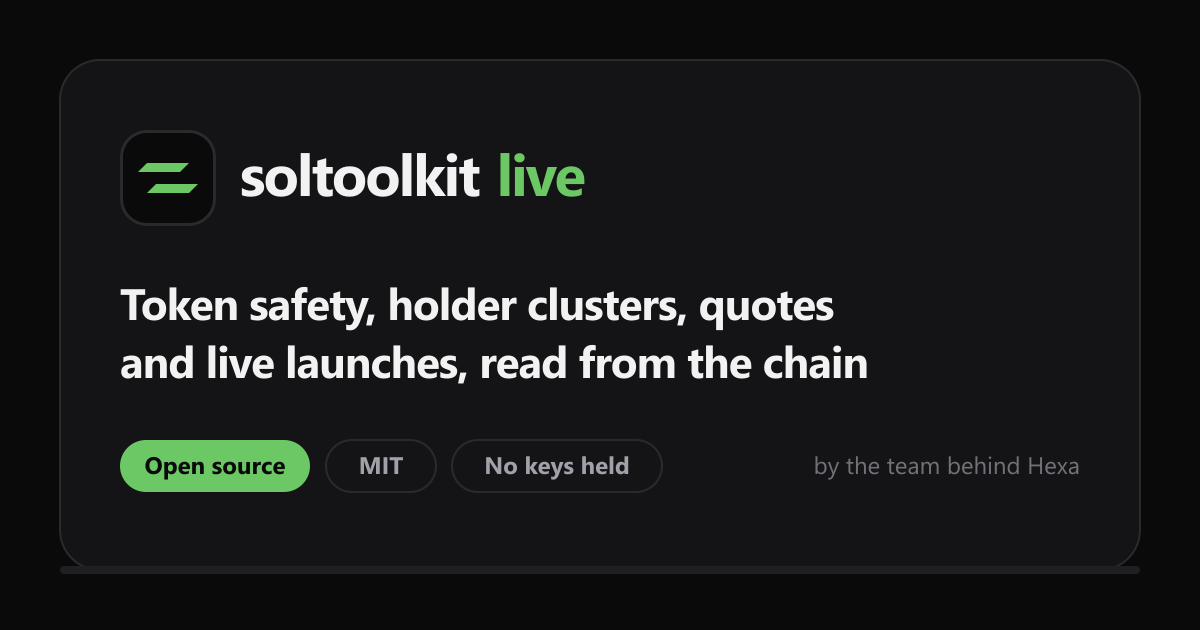 soltoolkit live
Token safety, holder clusters, quotes
and live launches, read from the chain
Open source MIT No keys held by the team behind Hexa